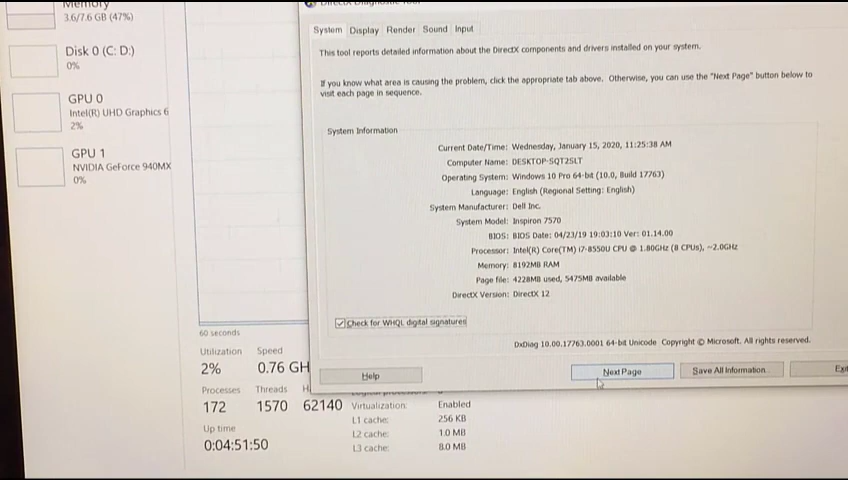 Memory
3.6/7.6 GB (47%)
Disk 0 (C: D:)
0%
GPU 0
Intel(R) UHD Graphics 6
2%
GPU 1
NVIDIA GeForce 940MX
0%
DirectX Diagnostic Tool
System Display Render Sound Input
This tool reports detailed information about the DirectX components and drivers installed on your system.
If you know what area is causing the problem, click the appropriate tab above. Otherwise, you can use the "Next Page" button below to
visit each page in sequence.
System Information
Current Date/Time: Wednesday, January 15, 2020, 11:25:38 AM
Computer Name: DESKTOP-SQT2SLT
Operating System: Windows 10 Pro 64-bit (10.0, Build 17763)
Language: English (Regional Setting: English)
System Manufacturer: Dell Inc.
System Model: Inspiron 7570
BIOS: BIOS Date: 04/23/19 19:03:10 Ver: 01.14.00
Processor: Intel(R) Core(TM) i7-8550U CPU @ 1.80GHz (8 CPUs), ~2.0GHz
Memory: 8192MB RAM
Page file: 4228MB used, 5475MB available
DirectX Version: DirectX 12
Check for WHQL digital signatures
DxDiag 10.00.17763.0001 64-bit Unicode Copyright © Microsoft. All rights reserved.
Help Next Page Save All Information... Exi
60 seconds
Utilization Speed
2% 0.76 GH
Processes Threads H
172 1570 62140
Up time
0:04:51:50
Virtualization: Enabled
L1 cache: 256 KB
L2 cache: 1.0 MB
L3 cache: 8.0 MB